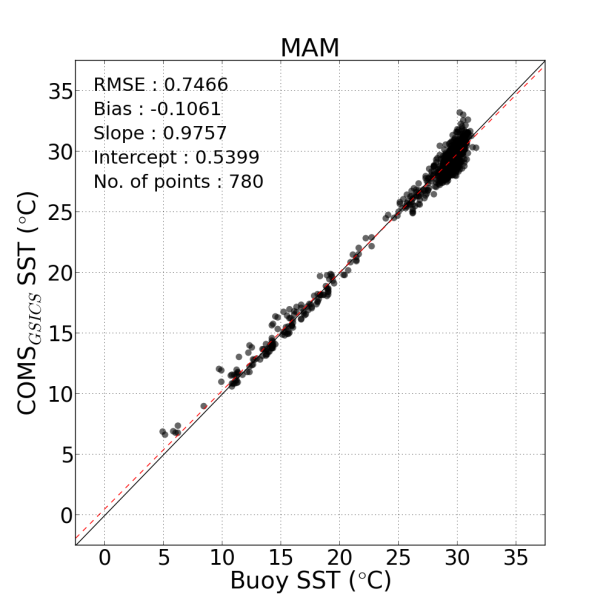 MAM
RMSE : 0.7466
Bias : -0.1061
Slope : 0.9757
Intercept : 0.5399
No. of points : 780
COMS_GSICS SST (°C)
35
30
25
20
15
10
5
0
0 5 10 15 20 25 30 35
Buoy SST (°C)